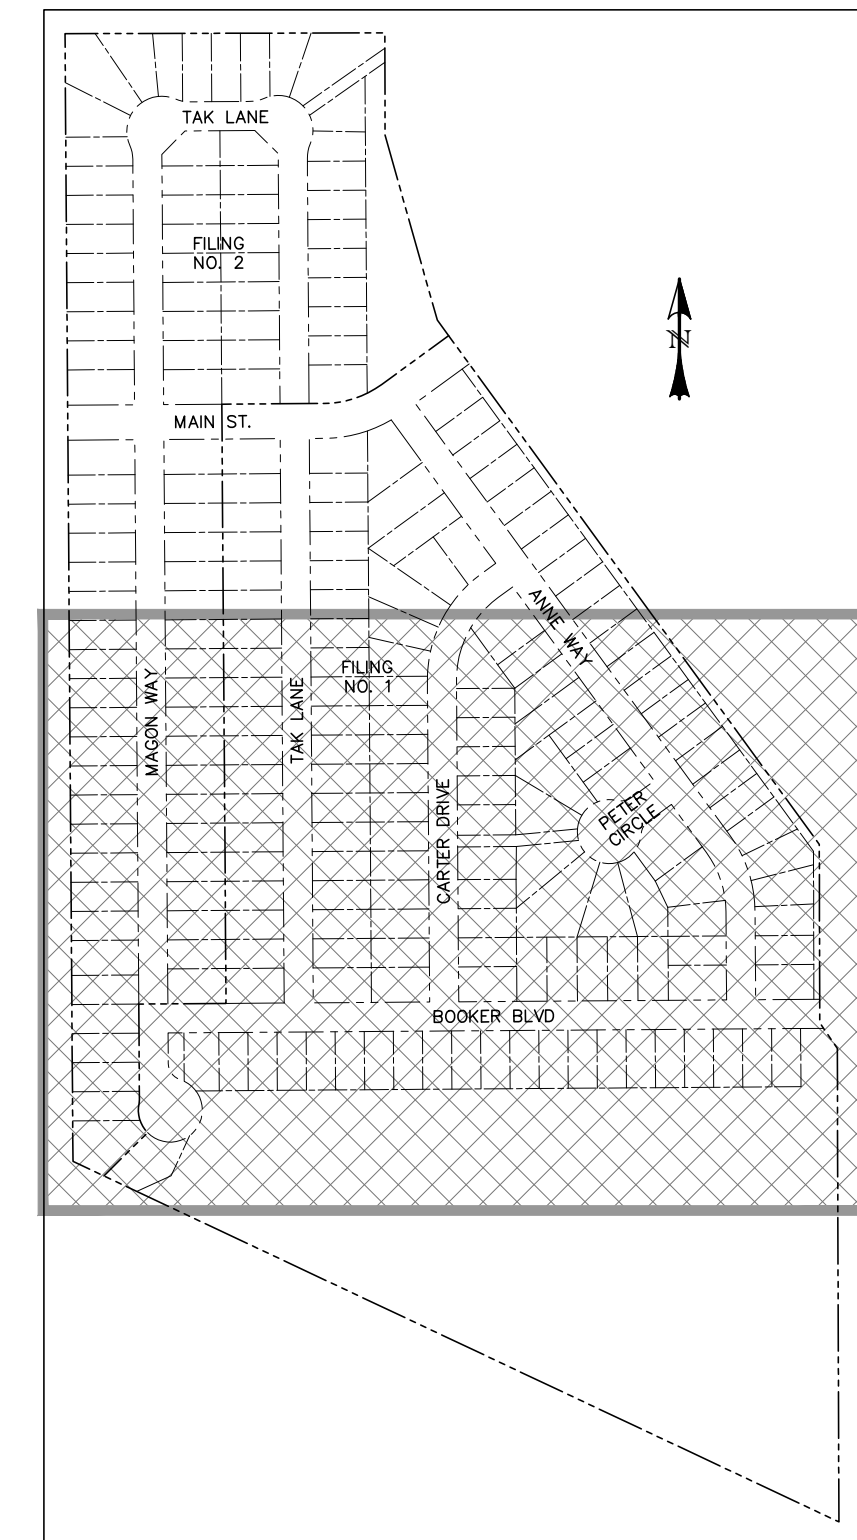 TAK LANE
FILING
NO. 2
N
MAIN ST.
ANNE WAY
FILING
NO. 1
MAGON WAY
TAK LANE
CARTER DRIVE
PETER
CIRCLE
BOOKER BLVD